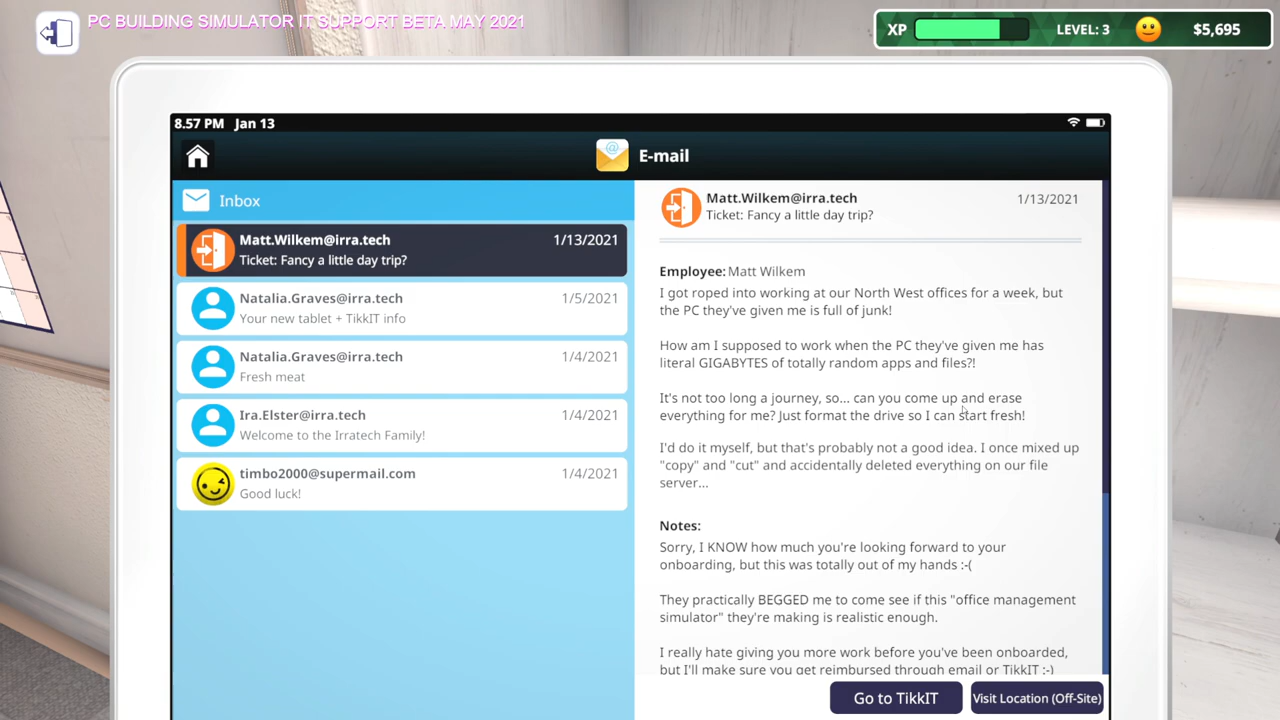 PC BUILDING SIMULATOR IT SUPPORT BETA MAY 2021
XP
LEVEL: 3
$5,695
8.57 PM Jan 13
E-mail
Inbox
Matt.Wilkem@irra.tech 1/13/2021
Ticket: Fancy a little day trip?
Natalia.Graves@irra.tech 1/5/2021
Your new tablet + TikkIT info
Natalia.Graves@irra.tech 1/4/2021
Fresh meat
Ira.Elster@irra.tech 1/4/2021
Welcome to the Irratech Family!
timbo2000@supermail.com 1/4/2021
Good luck!
Matt.Wilkem@irra.tech 1/13/2021
Ticket: Fancy a little day trip?
Employee: Matt Wilkem
I got roped into working at our North West offices for a week, but
the PC they've given me is full of junk!
How am I supposed to work when the PC they've given me has
literal GIGABYTES of totally random apps and files?!
It's not too long a journey, so... can you come up and erase
everything for me? Just format the drive so I can start fresh!
I'd do it myself, but that's probably not a good idea. I once mixed up
"copy" and "cut" and accidentally deleted everything on our file
server...
Notes:
Sorry, I KNOW how much you're looking forward to your
onboarding, but this was totally out of my hands :-(
They practically BEGGED me to come see if this "office management
simulator" they're making is realistic enough.
I really hate giving you more work before you've been onboarded,
but I'll make sure you get reimbursed through email or TikkIT :-)
Go to TikkIT
Visit Location (Off-Site)